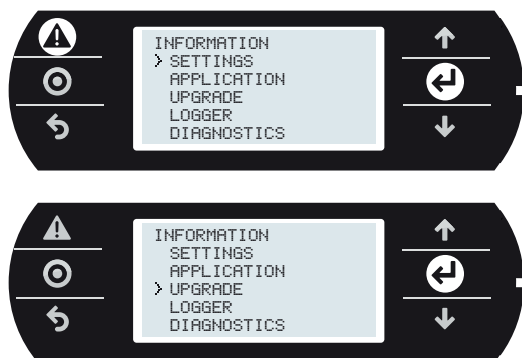 INFORMATION
> SETTINGS
APPLICATION
UPGRADE
LOGGER
DIAGNOSTICS
INFORMATION
SETTINGS
APPLICATION
> UPGRADE
LOGGER
DIAGNOSTICS